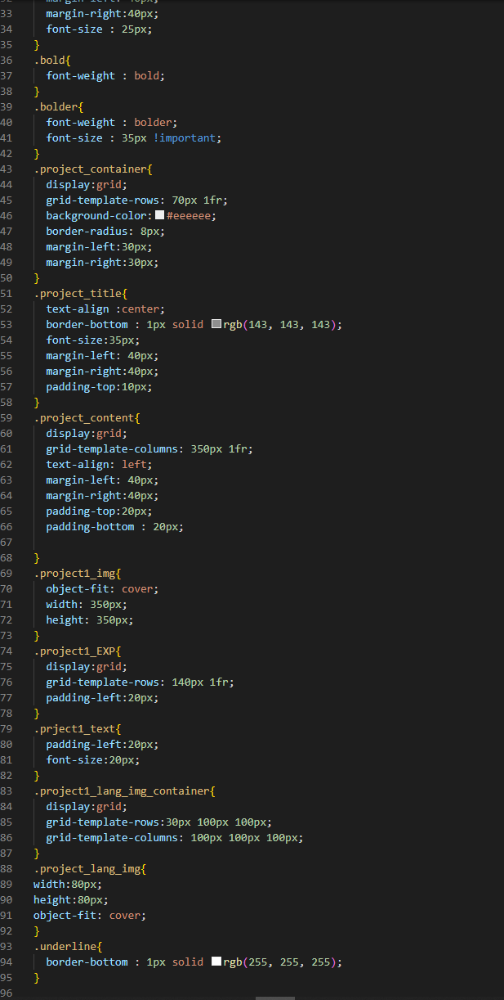 33 margin-right:40px;
34 font-size : 25px;
35 }
36 .bold{
37 font-weight : bold;
38 }
39 .bolder{
40 font-weight : bolder;
41 font-size : 35px !important;
42 }
43 .project_container{
44 display:grid;
45 grid-template-rows: 70px 1fr;
46 background-color:#eeeeee;
47 border-radius: 8px;
48 margin-left:30px;
49 margin-right:30px;
50 }
51 .project_title{
52 text-align :center;
53 border-bottom : 1px solid rgb(143, 143, 143);
54 font-size:35px;
55 margin-left: 40px;
56 margin-right:40px;
57 padding-top:10px;
58 }
59 .project_content{
60 display:grid;
61 grid-template-columns: 350px 1fr;
62 text-align: left;
63 margin-left: 40px;
64 margin-right:40px;
65 padding-top:20px;
66 padding-bottom : 20px;
67
68 }
69 .project1_img{
70 object-fit: cover;
71 width: 350px;
72 height: 350px;
73 }
74 .project1_EXP{
75 display:grid;
76 grid-template-rows: 140px 1fr;
77 padding-left:20px;
78 }
79 .prject1_text{
80 padding-left:20px;
81 font-size:20px;
82 }
83 .project1_lang_img_container{
84 display:grid;
85 grid-template-rows:30px 100px 100px;
86 grid-template-columns: 100px 100px 100px;
87 }
88 .project_lang_img{
89 width:80px;
90 height:80px;
91 object-fit: cover;
92 }
93 .underline{
94 border-bottom : 1px solid rgb(255, 255, 255);
95 }
96